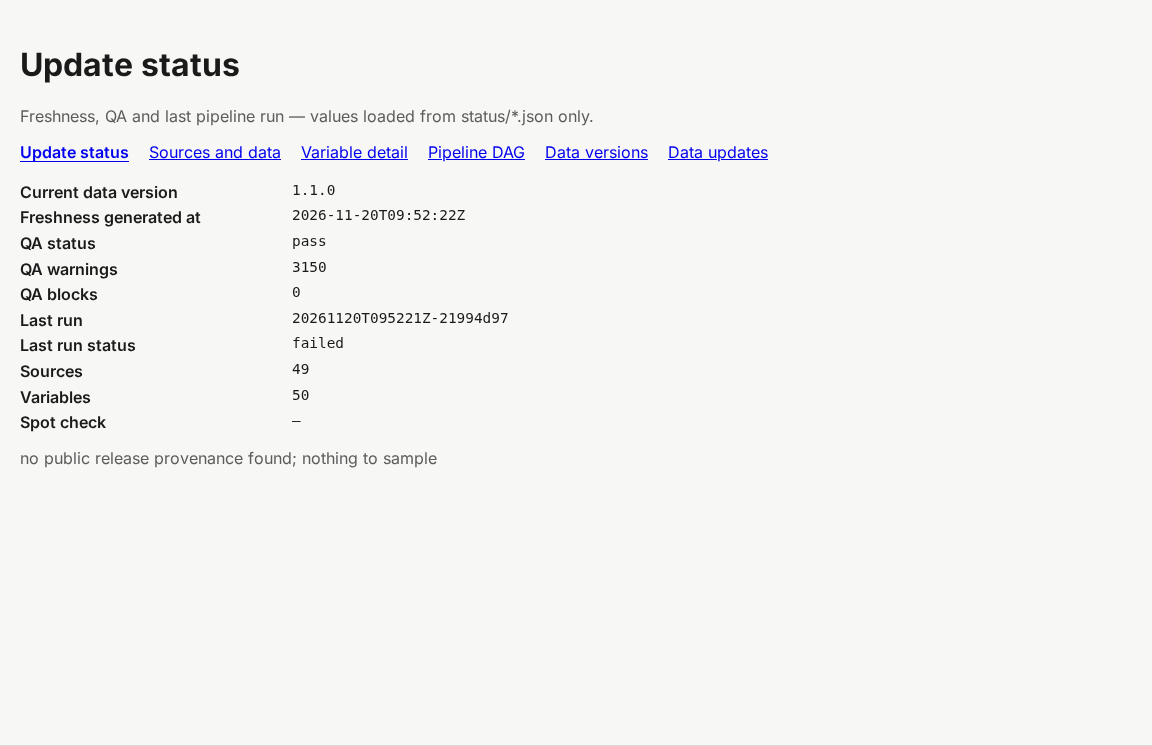 Update status
Freshness, QA and last pipeline run — values loaded from status/*.json only.
Update status Sources and data Variable detail Pipeline DAG Data versions Data updates
Current data version 1.1.0
Freshness generated at 2026-11-20T09:52:22Z
QA status pass
QA warnings 3150
QA blocks 0
Last run 20261120T095221Z-21994d97
Last run status failed
Sources 49
Variables 50
Spot check —
no public release provenance found; nothing to sample